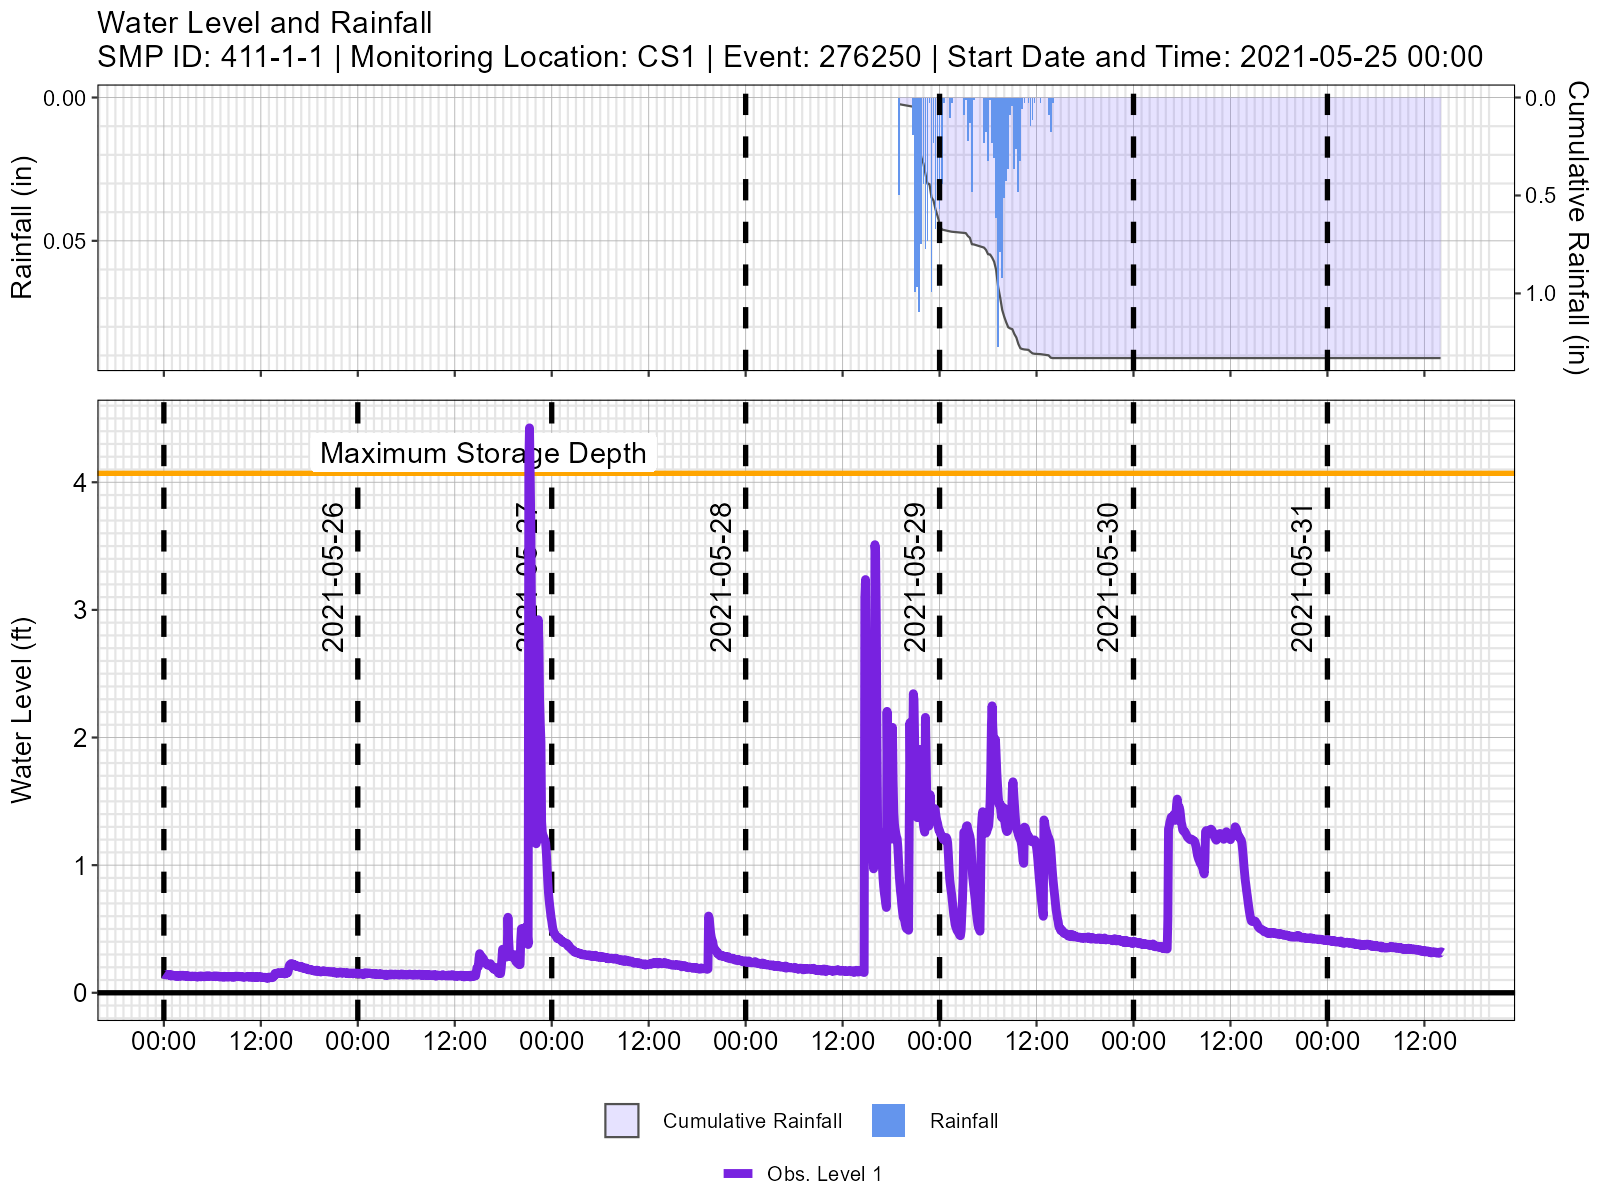 Water Level and Rainfall
SMP ID: 411-1-1 | Monitoring Location: CS1 | Event: 276250 | Start Date and Time: 2021-05-25 00:00
Rainfall (in)
0.00
0.05
0.0
0.5
1.0
Cumulative Rainfall (in)
Water Level (ft)
4
3
2
1
0
Maximum Storage Depth
2021-05-26
2021-05-27
2021-05-28
2021-05-29
2021-05-30
2021-05-31
00:00 12:00 00:00 12:00 00:00 12:00 00:00 12:00 00:00 12:00 00:00 12:00 00:00 12:00
Cumulative Rainfall Rainfall
Obs. Level 1